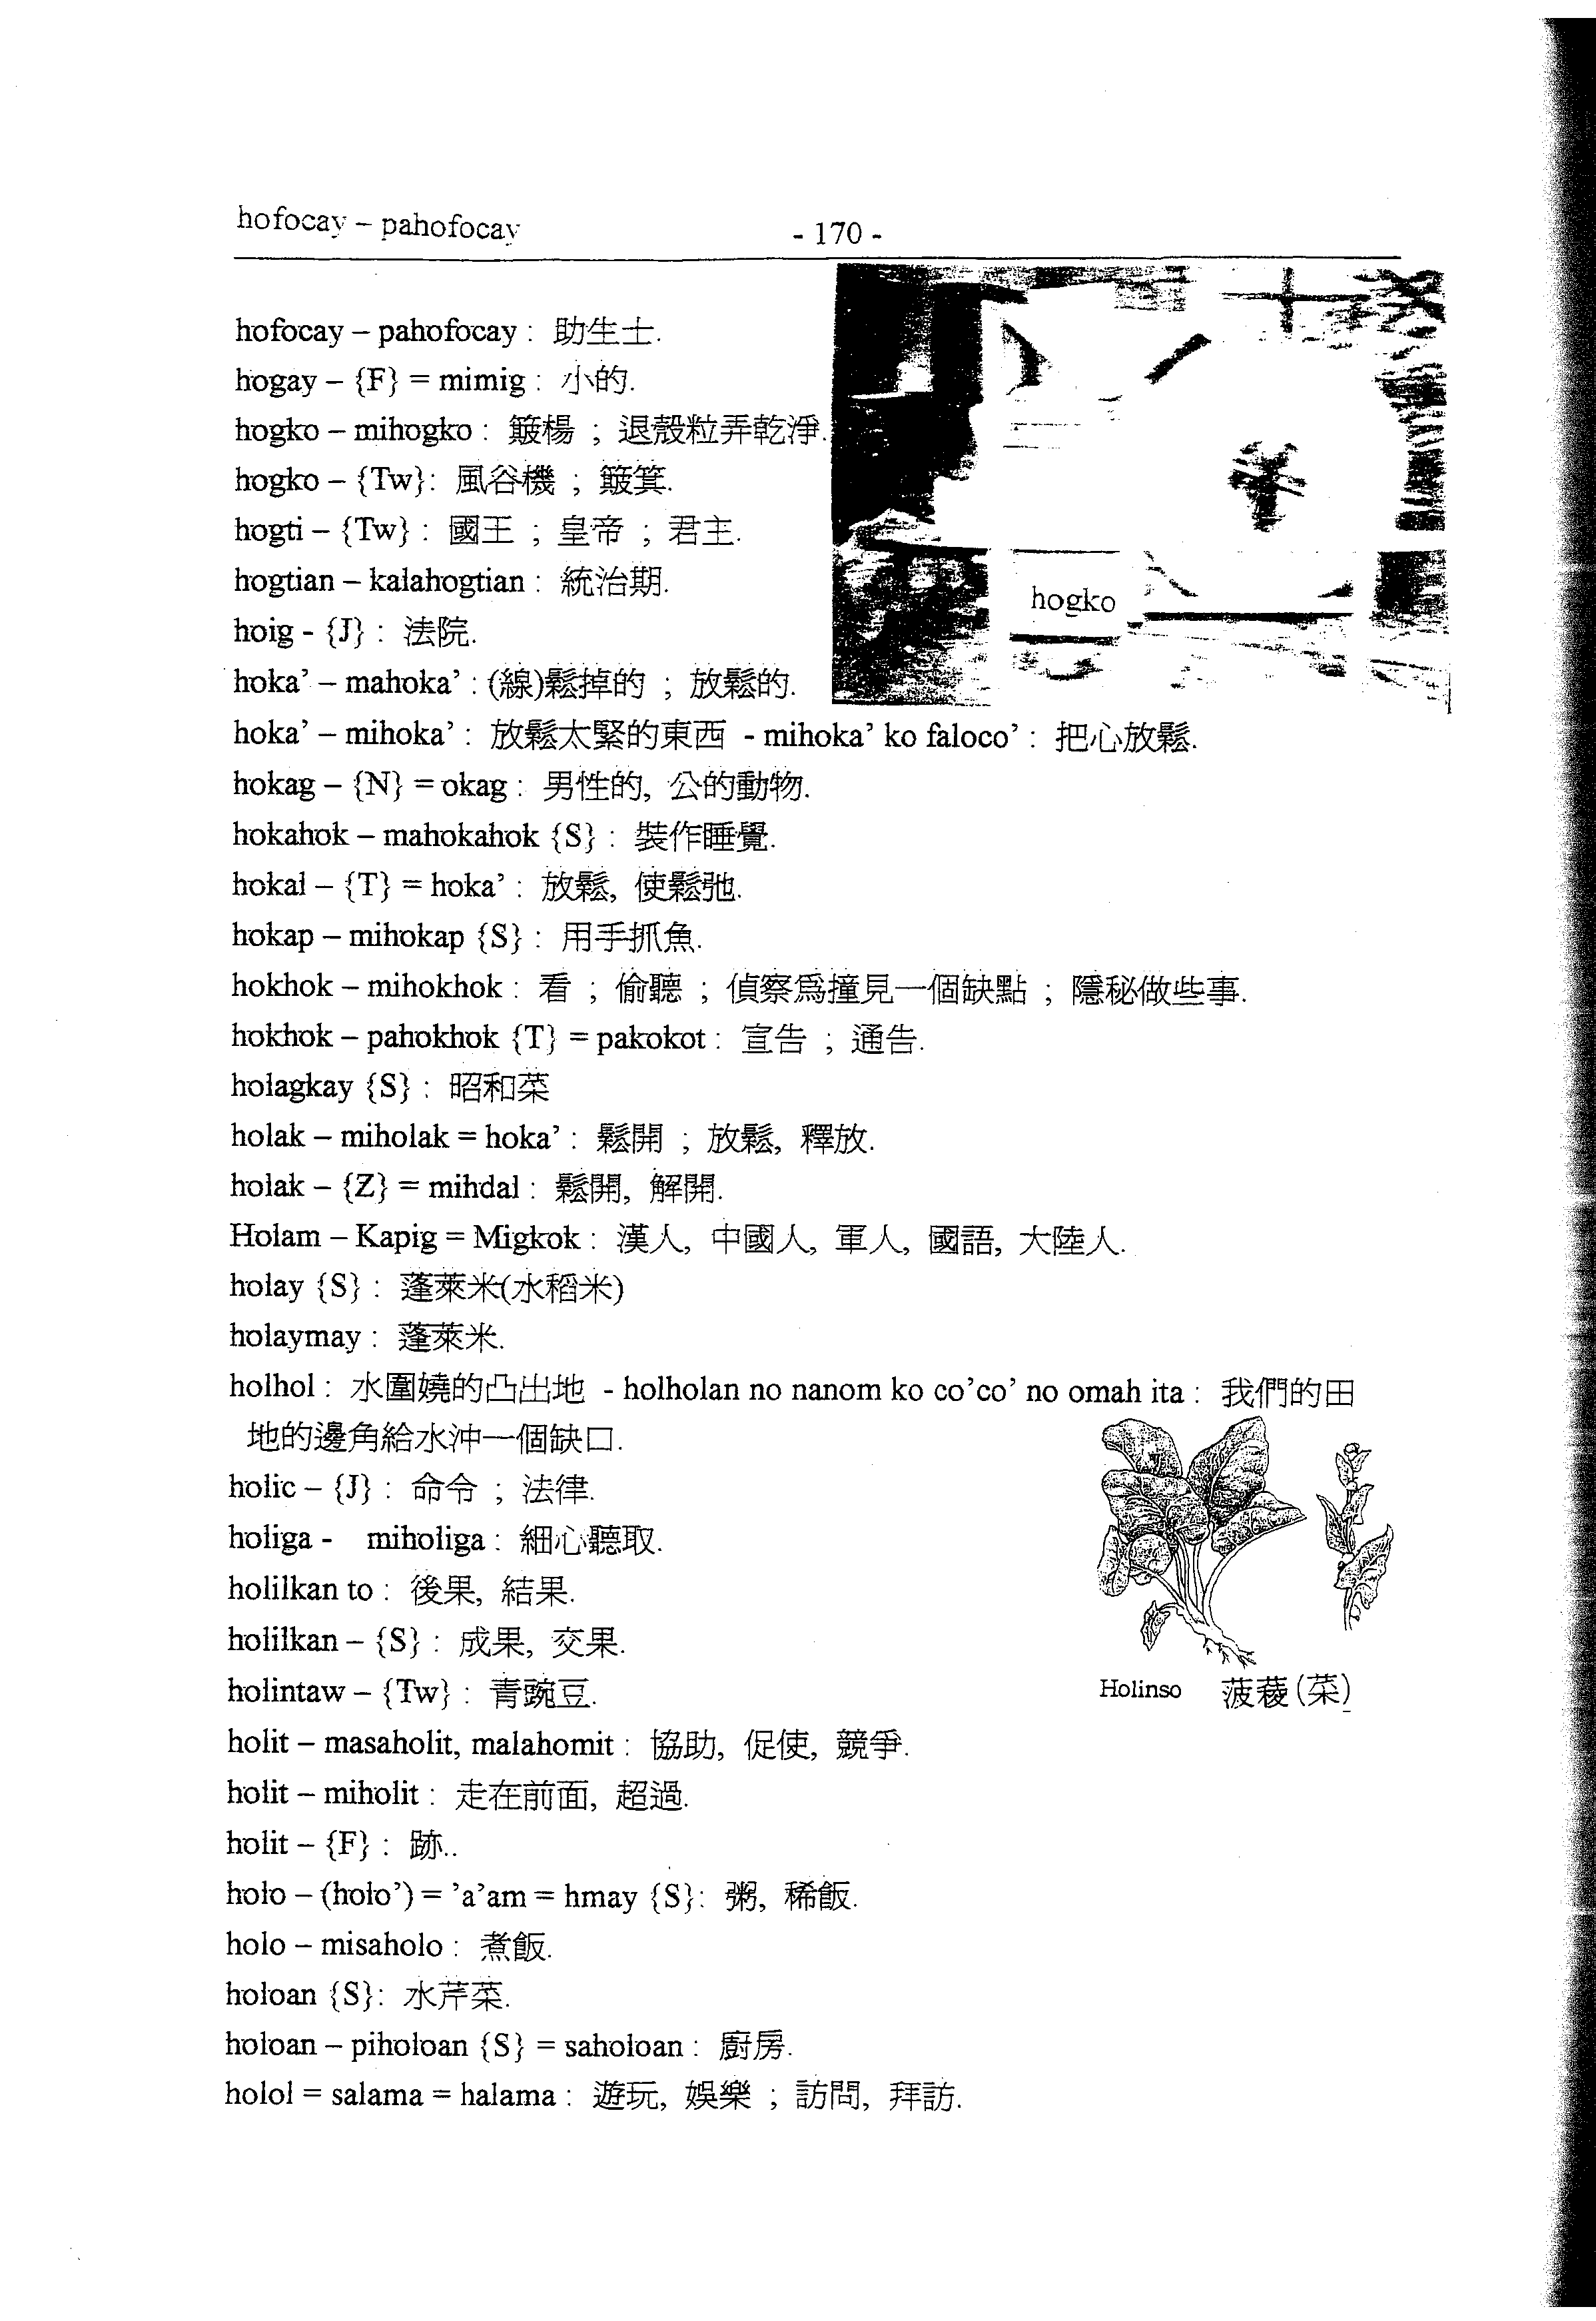 hofocay – pahofocay
- 170 -
hofocay – pahofocay : 助生士.
hogay – {F} = mimig : 小的.
hogko – mihogko : 簸楊 ; 退殼粒弄乾淨.
hogko – {Tw}: 風谷機 ; 簸箕.
hogti – {Tw} : 國王 ; 皇帝 ; 君主.
hogtian – kalahogtian : 統治期.
hogko
hoig - {J} : 法院.
hoka’ – mahoka’ : (線)鬆掉的 ; 放鬆的.
hoka’ – mihoka’ : 放鬆太緊的東西 - mihoka’ ko faloco’ : 把心放鬆.
hokag – {N} = okag : 男性的, 公的動物.
hokahok – mahokahok {S} : 裝作睡覺.
hokal – {T} = hoka’ : 放鬆, 使鬆弛.
hokap – mihokap {S} : 用手抓魚.
hokhok – mihokhok : 看 ; 偷聽 ; 偵察爲撞見一個缺點 ; 隱秘做些事.
hokhok – pahokhok {T} = pakokot : 宣告 ; 通告.
holagkay {S} : 昭和菜
holak – miholak = hoka’ : 鬆開 ; 放鬆, 釋放.
holak – {Z} = mihdal : 鬆開, 解開.
Holam – Kapig = Migkok : 漢人, 中國人, 軍人, 國語, 大陸人.
holay {S} : 蓬萊米(水稻米)
holaymay : 蓬萊米.
holhol : 水圍嬈的凸出地 - holholan no nanom ko co’co’ no omah ita : 我們的田
地的邊角給水沖一個缺口.
holic – {J} : 命令 ; 法律.
holiga - miholiga : 細心聽取.
holilkan to : 後果, 結果.
holilkan – {S} : 成果, 交果.
holintaw – {Tw} : 青豌豆.
Holinso 菠薐(菜)
holit – masaholit, malahomit : 協助, 促使, 競爭.
holit – miholit : 走在前面, 超過.
holit – {F} : 跡..
holo – (holo’) = ’a’am = hmay {S}: 粥, 稀飯.
holo – misaholo : 煮飯.
holoan {S}: 水芹菜.
holoan – piholoan {S} = saholoan : 廚房.
holol = salama = halama : 遊玩, 娛樂 ; 訪問, 拜訪.